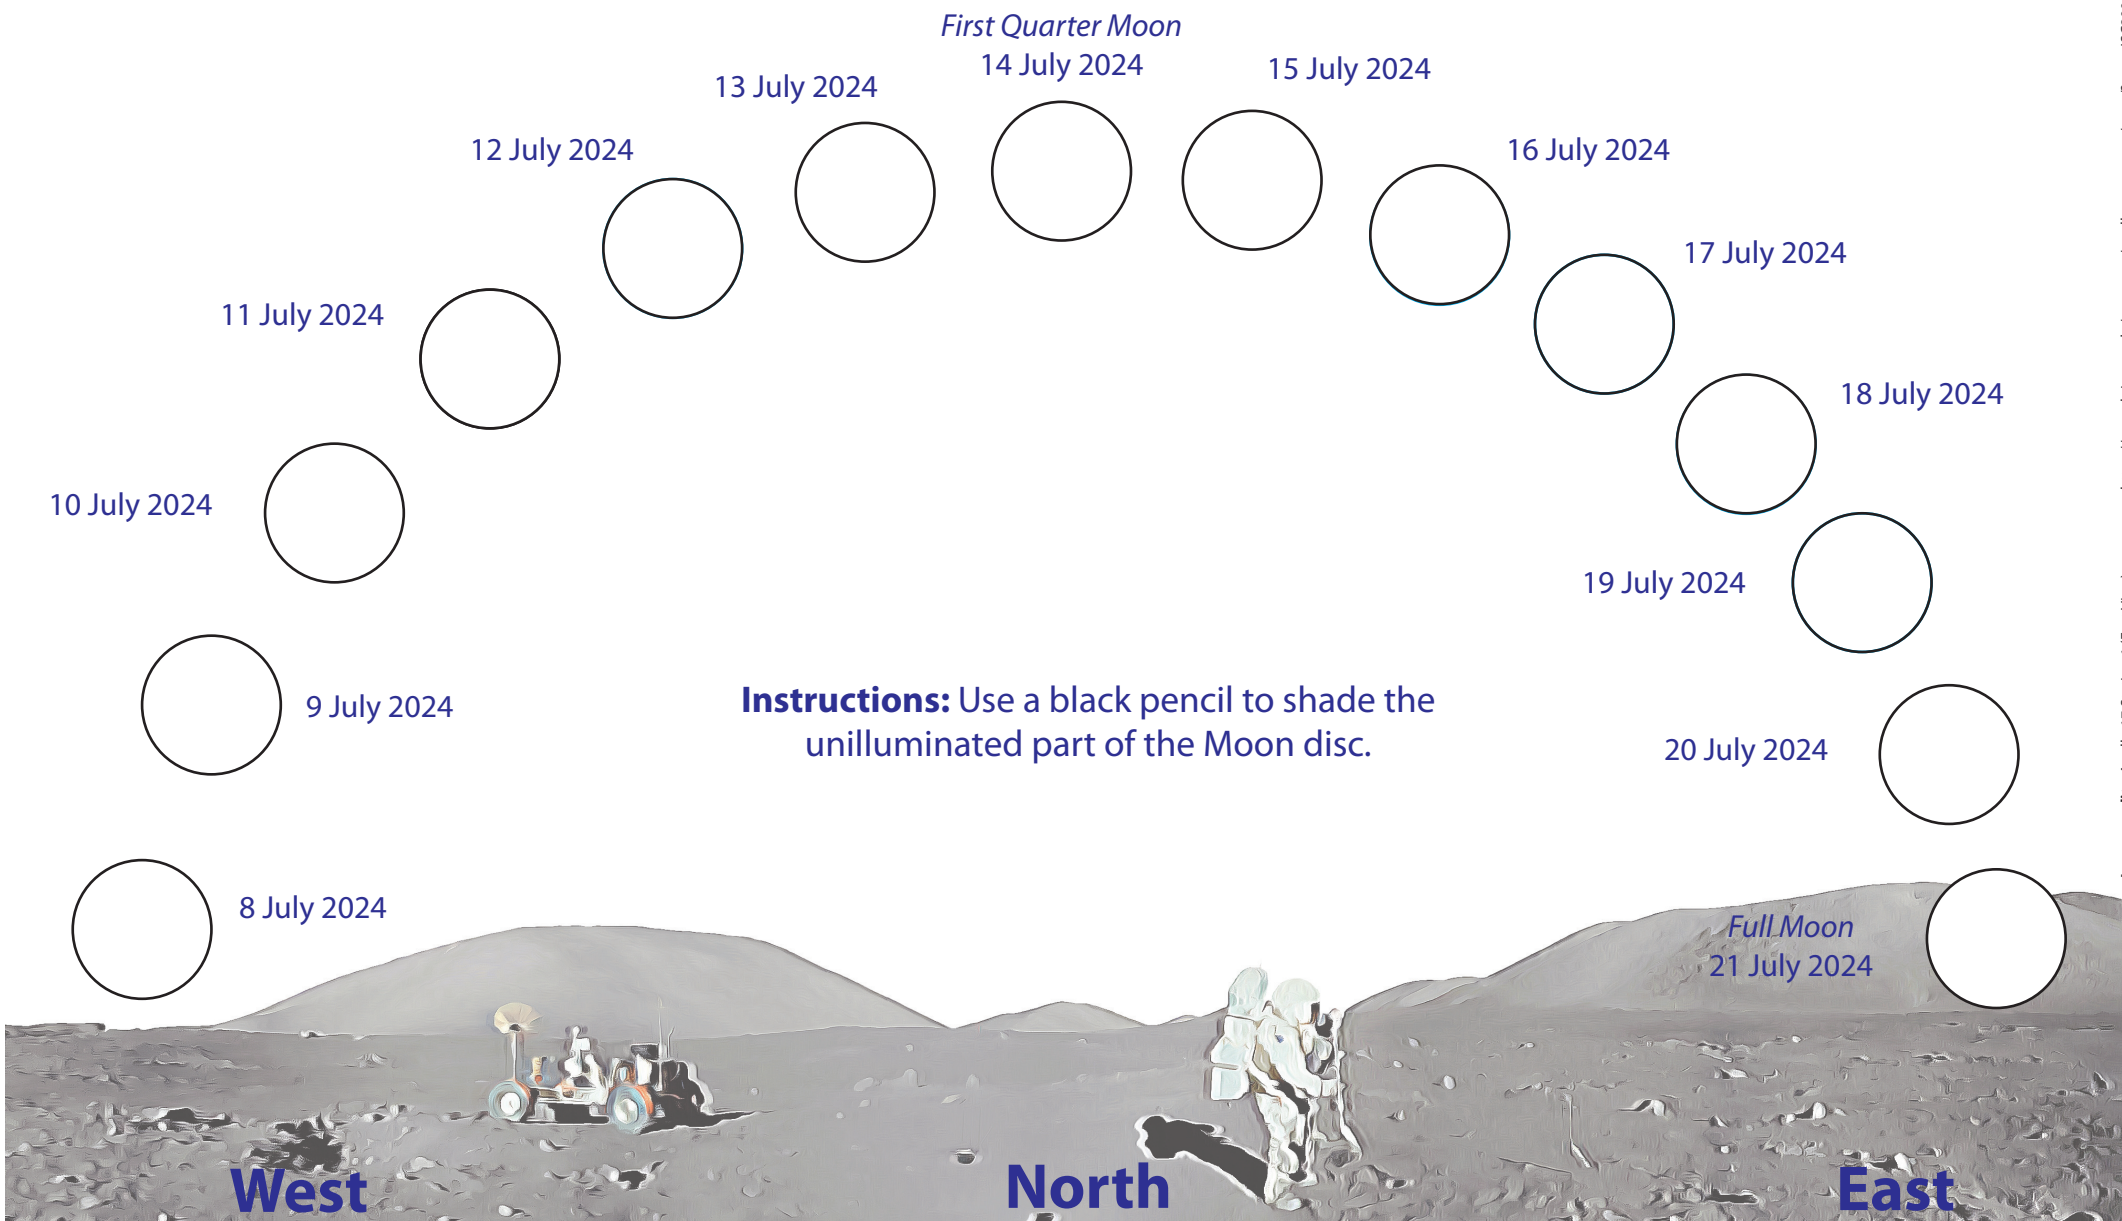 First Quarter Moon
14 July 2024
15 July 2024
13 July 2024
12 July 2024
16 July 2024
17 July 2024
11 July 2024
18 July 2024
10 July 2024
19 July 2024
9 July 2024
Instructions: Use a black pencil to shade the
unilluminated part of the Moon disc.
20 July 2024
8 July 2024
Full Moon
21 July 2024
West
North
East